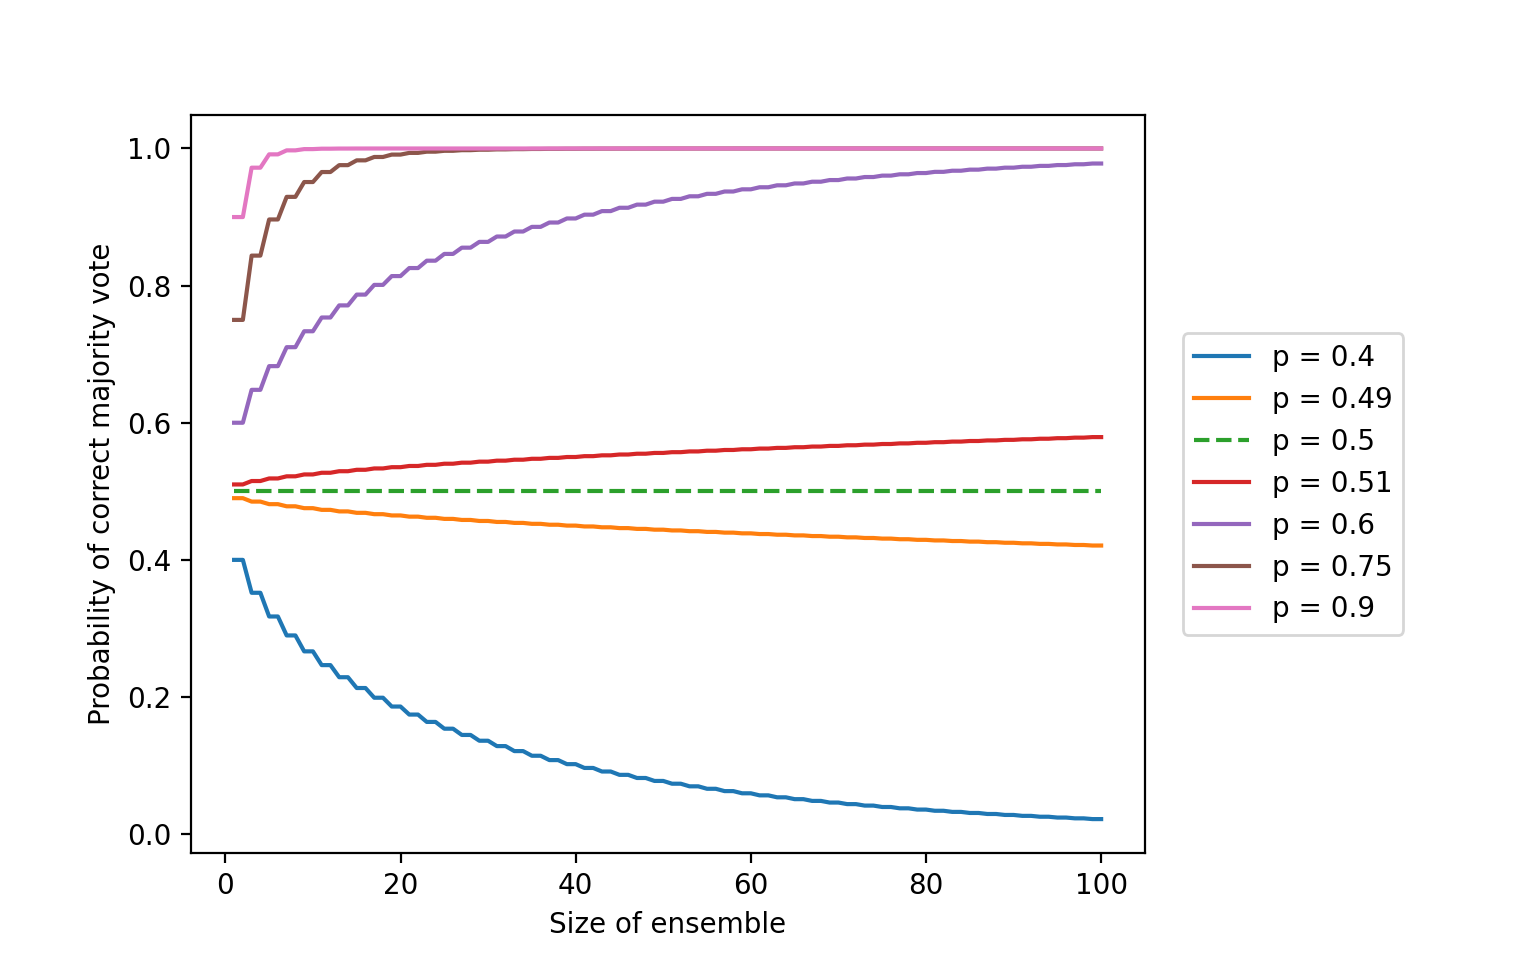 1.0
0.8
0.6
0.4
0.2
0.0
Probability of correct majority vote
0 20 40 60 80 100
Size of ensemble
p = 0.4
p = 0.49
p = 0.5
p = 0.51
p = 0.6
p = 0.75
p = 0.9